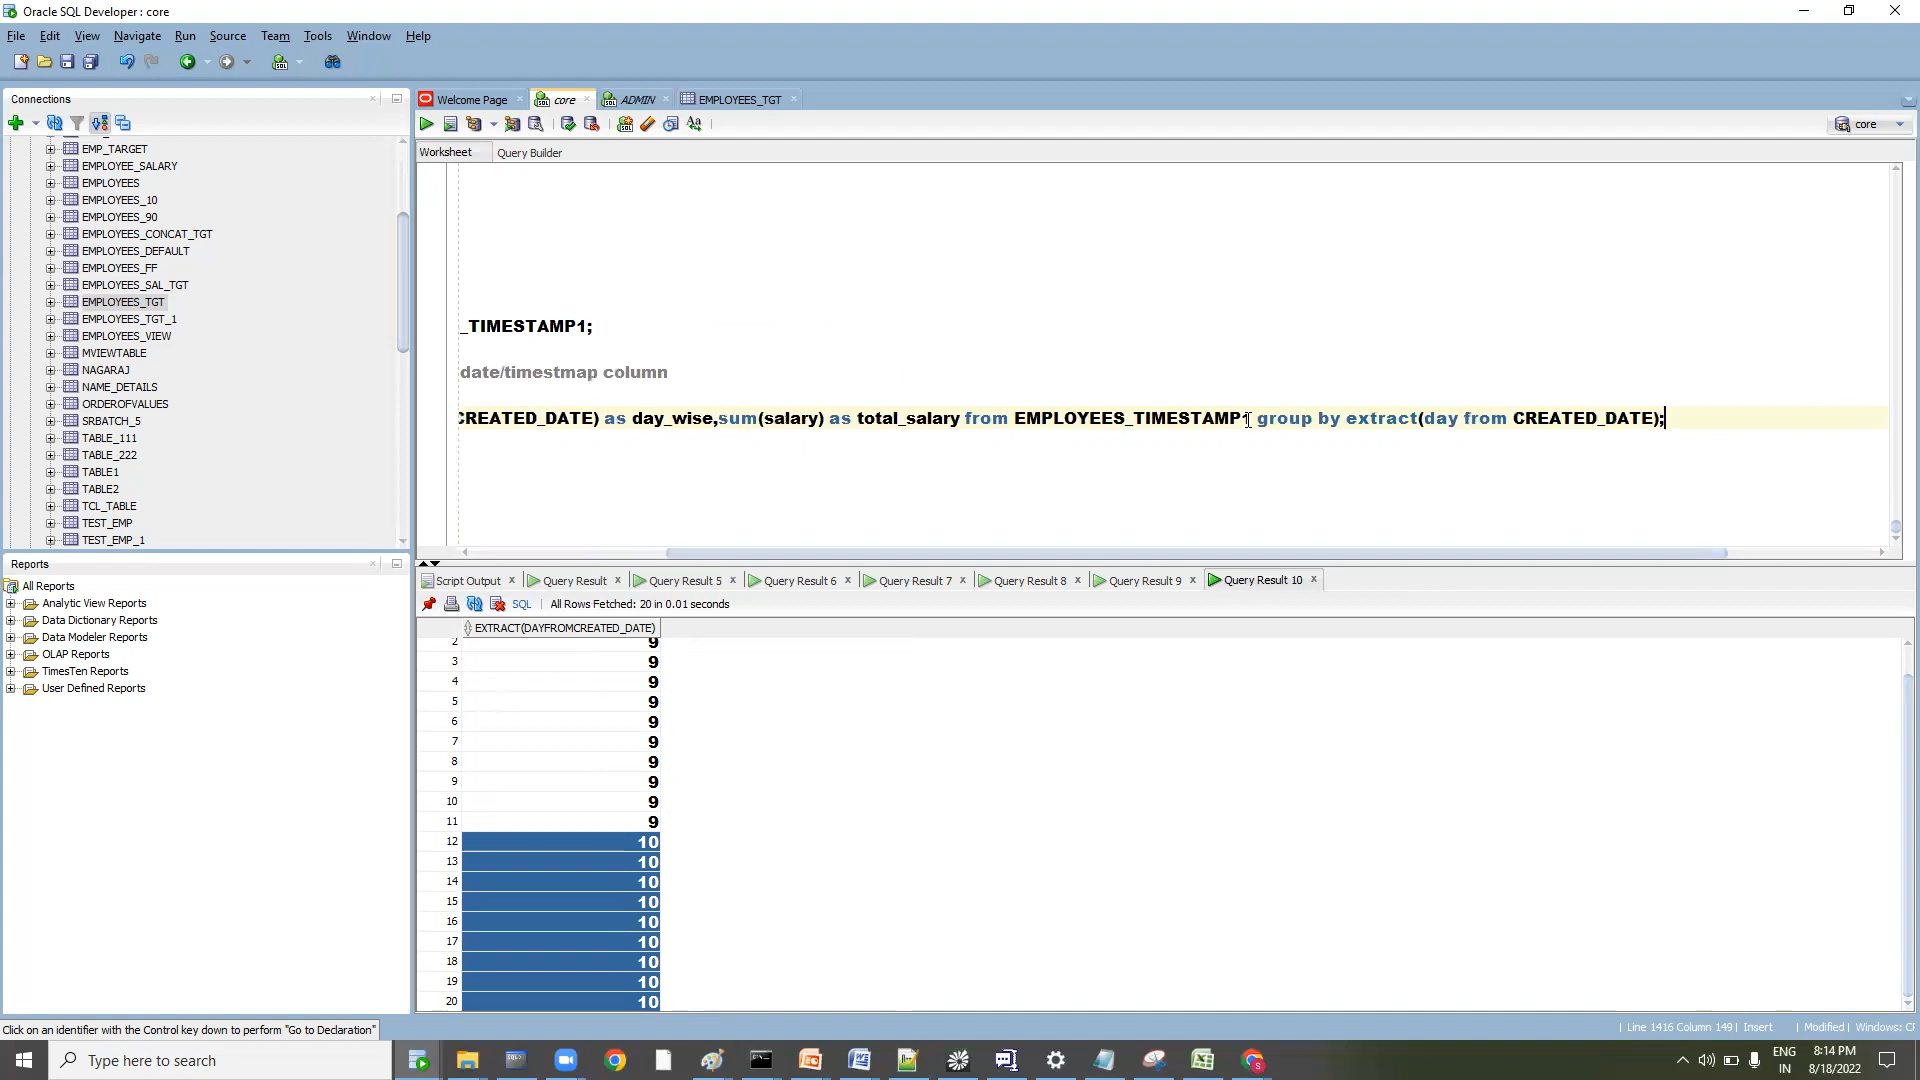 Oracle SQL Developer : core
File Edit View Navigate Run Source Team Tools Window Help
Connections
EMP_TARGET
EMPLOYEE_SALARY
EMPLOYEES
EMPLOYEES_10
EMPLOYEES_90
EMPLOYEES_CONCAT_TGT
EMPLOYEES_DEFAULT
EMPLOYEES_FF
EMPLOYEES_SAL_TGT
EMPLOYEES_TGT
EMPLOYEES_TGT_1
EMPLOYEES_VIEW
MVIEWTABLE
NAGARAJ
NAME_DETAILS
ORDEROFVALUES
SRBATCH_5
TABLE_111
TABLE_222
TABLE1
TABLE2
TCL_TABLE
TEST_EMP
TEST_EMP_1
Reports
All Reports
Analytic View Reports
Data Dictionary Reports
Data Modeler Reports
OLAP Reports
TimesTen Reports
User Defined Reports
Welcome Page core ADMIN EMPLOYEES_TGT
core
Worksheet Query Builder
_TIMESTAMP1;
date/timestmap column
CREATED_DATE) as day_wise,sum(salary) as total_salary from EMPLOYEES_TIMESTAMP1 group by extract(day from CREATED_DATE);
Script Output Query Result Query Result 5 Query Result 6 Query Result 7 Query Result 8 Query Result 9 Query Result 10
SQL All Rows Fetched: 20 in 0.01 seconds
EXTRACT(DAYFROMCREATED_DATE)
2 9
3 9
4 9
5 9
6 9
7 9
8 9
9 9
10 9
11 9
12 10
13 10
14 10
15 10
16 10
17 10
18 10
19 10
20 10
Click on an identifier with the Control key down to perform "Go to Declaration"
Line 1416 Column 149 Insert Modified Windows:
Type here to search
ENG
IN
8:14 PM
8/18/2022